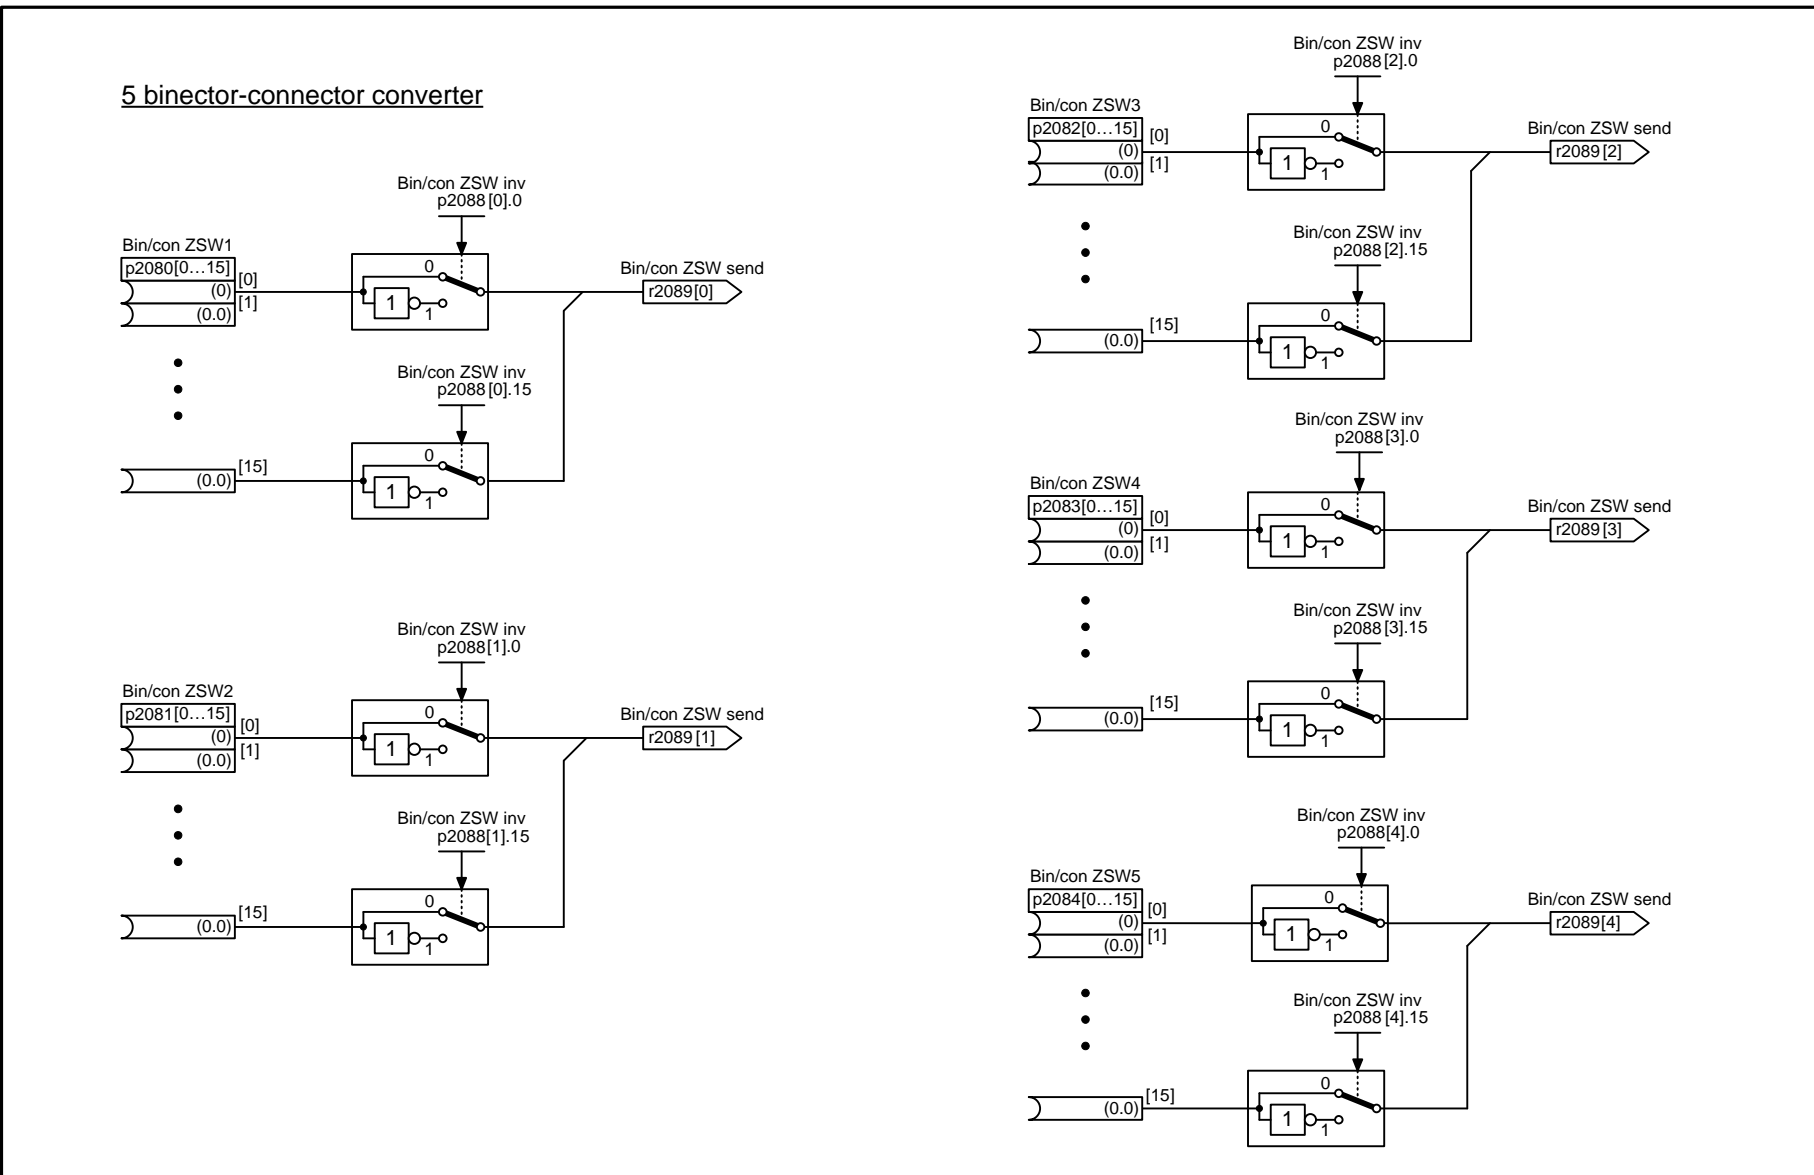 5 binector-connector converter
Bin/con ZSW inv
p2088[0].0
Bin/con ZSW1
p2080[0...15]
[0]
(0)
[1]
(0.0)
0
1
1
Bin/con ZSW send
r2089[0]
Bin/con ZSW inv
p2088[0].15
[15]
(0.0)
0
1
1
Bin/con ZSW inv
p2088[1].0
Bin/con ZSW2
p2081[0...15]
[0]
(0)
[1]
(0.0)
0
1
1
Bin/con ZSW send
r2089[1]
Bin/con ZSW inv
p2088[1].15
[15]
(0.0)
0
1
1
Bin/con ZSW inv
p2088[2].0
Bin/con ZSW3
p2082[0...15]
[0]
(0)
[1]
(0.0)
0
1
1
Bin/con ZSW send
r2089[2]
Bin/con ZSW inv
p2088[2].15
[15]
(0.0)
0
1
1
Bin/con ZSW inv
p2088[3].0
Bin/con ZSW4
p2083[0...15]
[0]
(0)
[1]
(0.0)
0
1
1
Bin/con ZSW send
r2089[3]
Bin/con ZSW inv
p2088[3].15
[15]
(0.0)
0
1
1
Bin/con ZSW inv
p2088[4].0
Bin/con ZSW5
p2084[0...15]
[0]
(0)
[1]
(0.0)
0
1
1
Bin/con ZSW send
r2089[4]
Bin/con ZSW inv
p2088[4].15
[15]
(0.0)
0
1
1